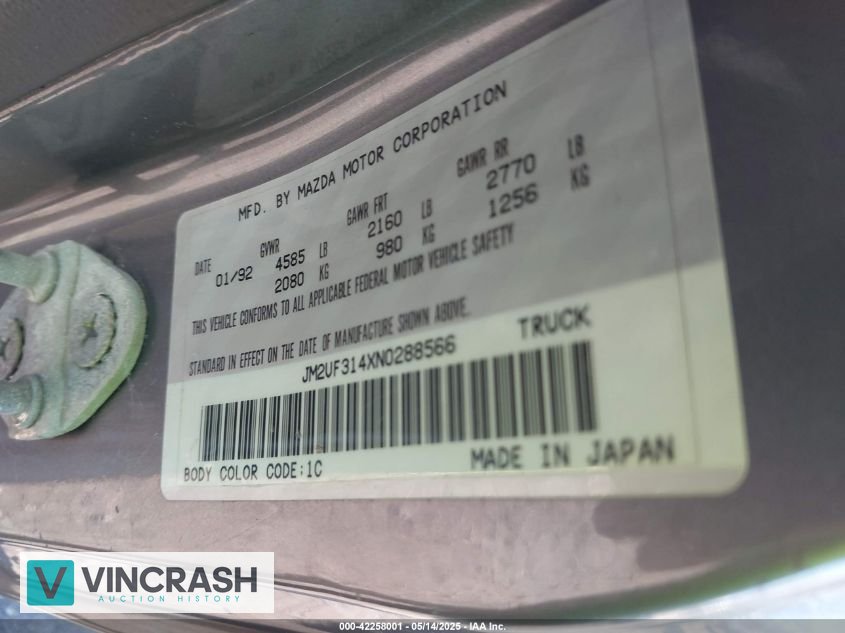 MFD. BY MAZDA MOTOR CORPORATION
DATE GVWR GAWR FRT GAWR RR
01/92 4585 LB 2160 LB 2770 LB
2080 KG 980 KG 1256 KG
THIS VEHICLE CONFORMS TO ALL APPLICABLE FEDERAL MOTOR VEHICLE SAFETY
STANDARD IN EFFECT ON THE DATE OF MANUFACTURE SHOWN ABOVE.
JM2UF314XN0288566 TRUCK
BODY COLOR CODE:1C MADE IN JAPAN
V VINCRASH
AUCTION HISTORY
000-42258001 - 05/14/2025 - IAA Inc.